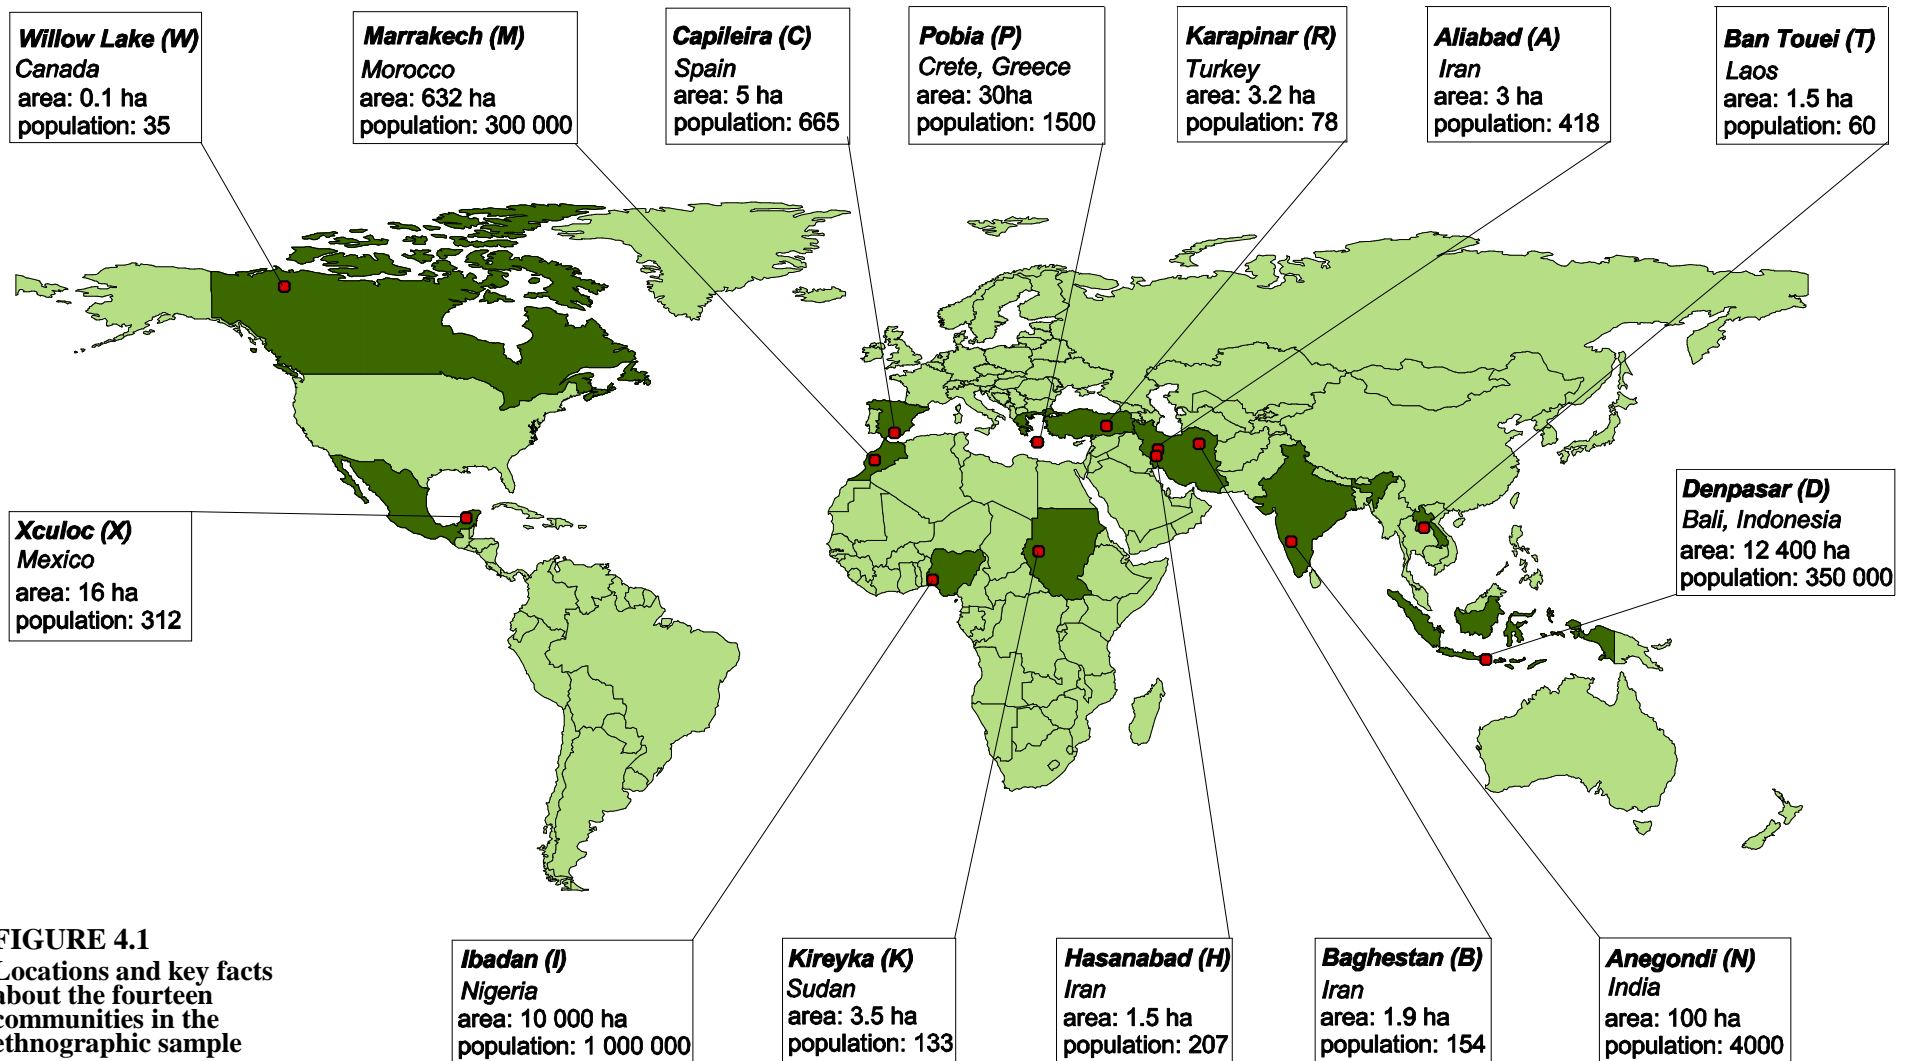 Willow Lake (W)
Canada
area: 0.1 ha
population: 35
Marrakech (M)
Morocco
area: 632 ha
population: 300 000
Capileira (C)
Spain
area: 5 ha
population: 665
Pobia (P)
Crete, Greece
area: 30ha
population: 1500
Karapinar (R)
Turkey
area: 3.2 ha
population: 78
Aliabad (A)
Iran
area: 3 ha
population: 418
Ban Touei (T)
Laos
area: 1.5 ha
population: 60
Xculoc (X)
Mexico
area: 16 ha
population: 312
Denpasar (D)
Bali, Indonesia
area: 12 400 ha
population: 350 000
Ibadan (I)
Nigeria
area: 10 000 ha
population: 1 000 000
Kireyka (K)
Sudan
area: 3.5 ha
population: 133
Hasanabad (H)
Iran
area: 1.5 ha
population: 207
Baghestan (B)
Iran
area: 1.9 ha
population: 154
Anegondi (N)
India
area: 100 ha
population: 4000
FIGURE 4.1
Locations and key facts
about the fourteen
communities in the
ethnographic sample